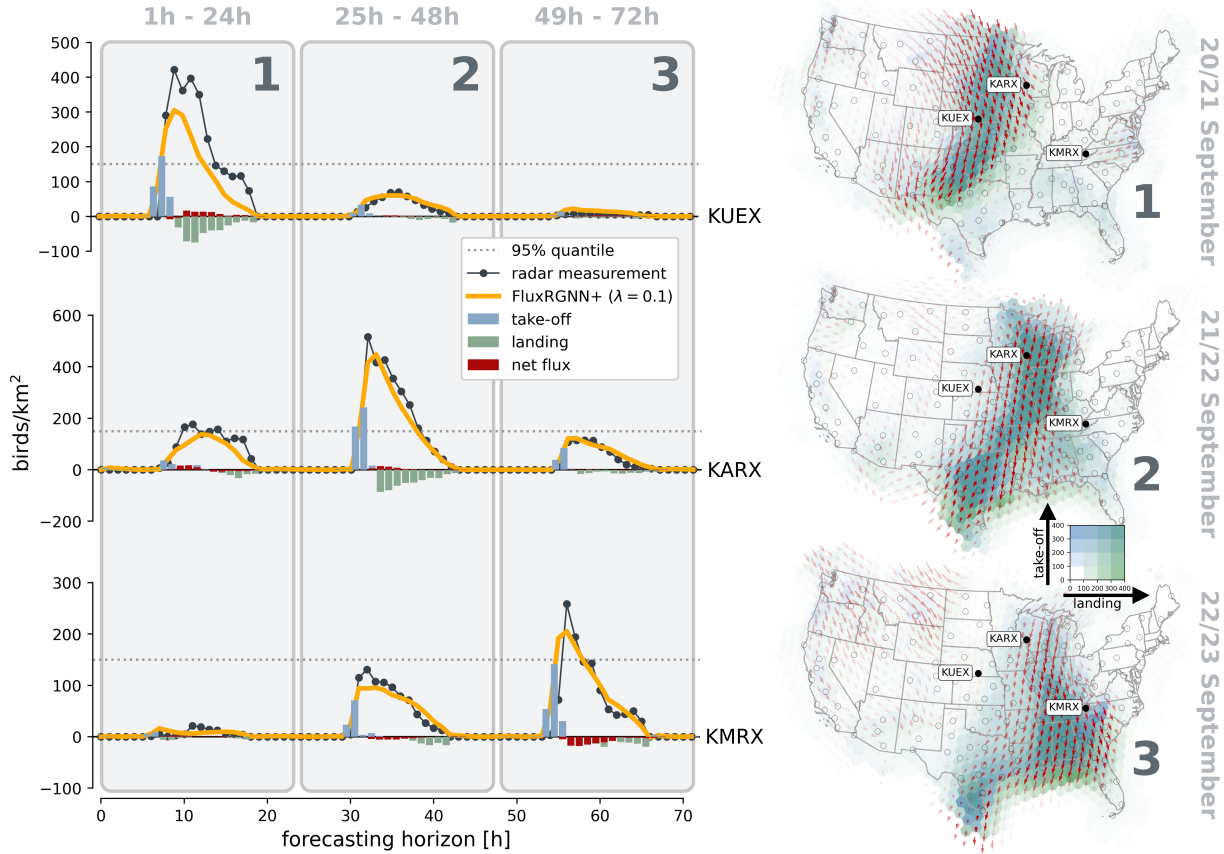 1h - 24h
25h - 48h
49h - 72h
500
400
300
200
100
0
−100
1
2
3
KUEX
95% quantile
radar measurement
FluxRGNN+ (λ = 0.1)
take-off
landing
net flux
birds/km²
600
400
200
0
−200
KARX
300
200
100
0
−100
KMRX
0
10
20
30
40
50
60
70
forecasting horizon [h]
KARX
KUEX
KMRX
1
20/21 September
KARX
KUEX
KMRX
2
21/22 September
take-off
400
300
200
100
0
0 100 200 300 400
landing
KARX
KUEX
KMRX
3
22/23 September